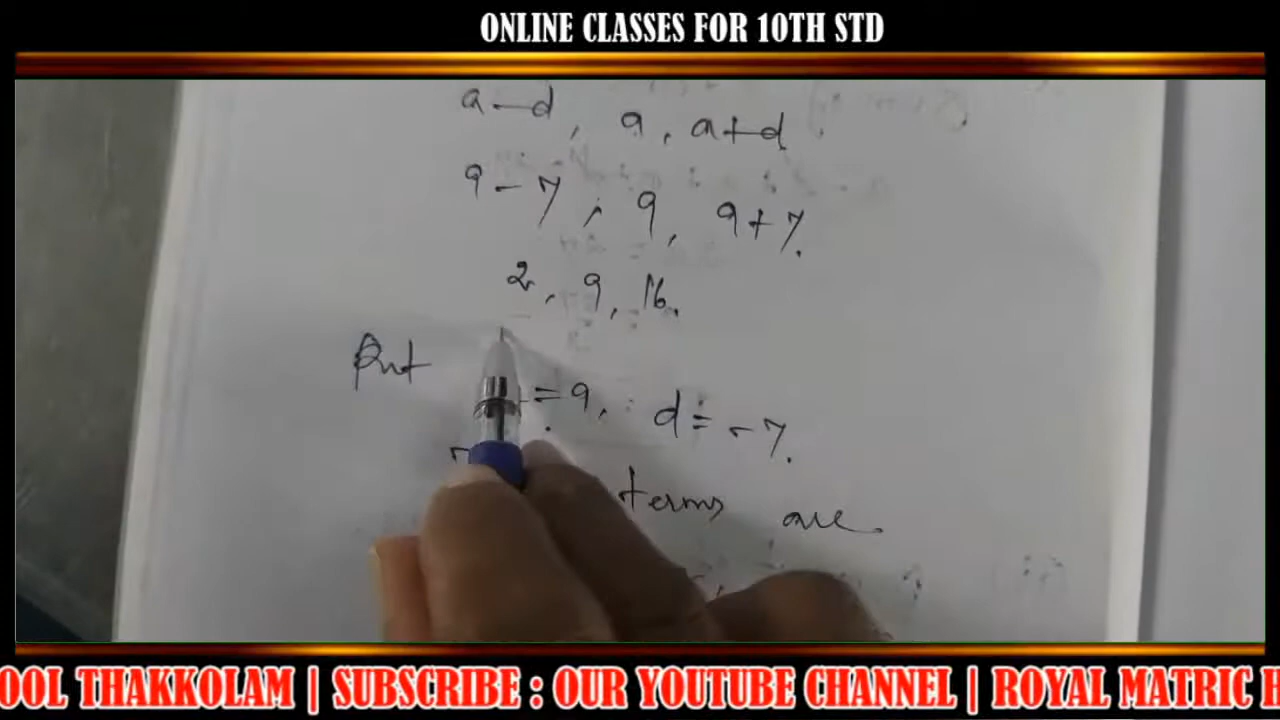 ONLINE CLASSES FOR 10TH STD
a-d, a, a+d
9-7, 9, 9+7.
2, 9, 16.
Put = 9, d = -7.
terms are
OOL THAKKOLAM | SUBSCRIBE : OUR YOUTUBE CHANNEL | ROYAL MATRIC H